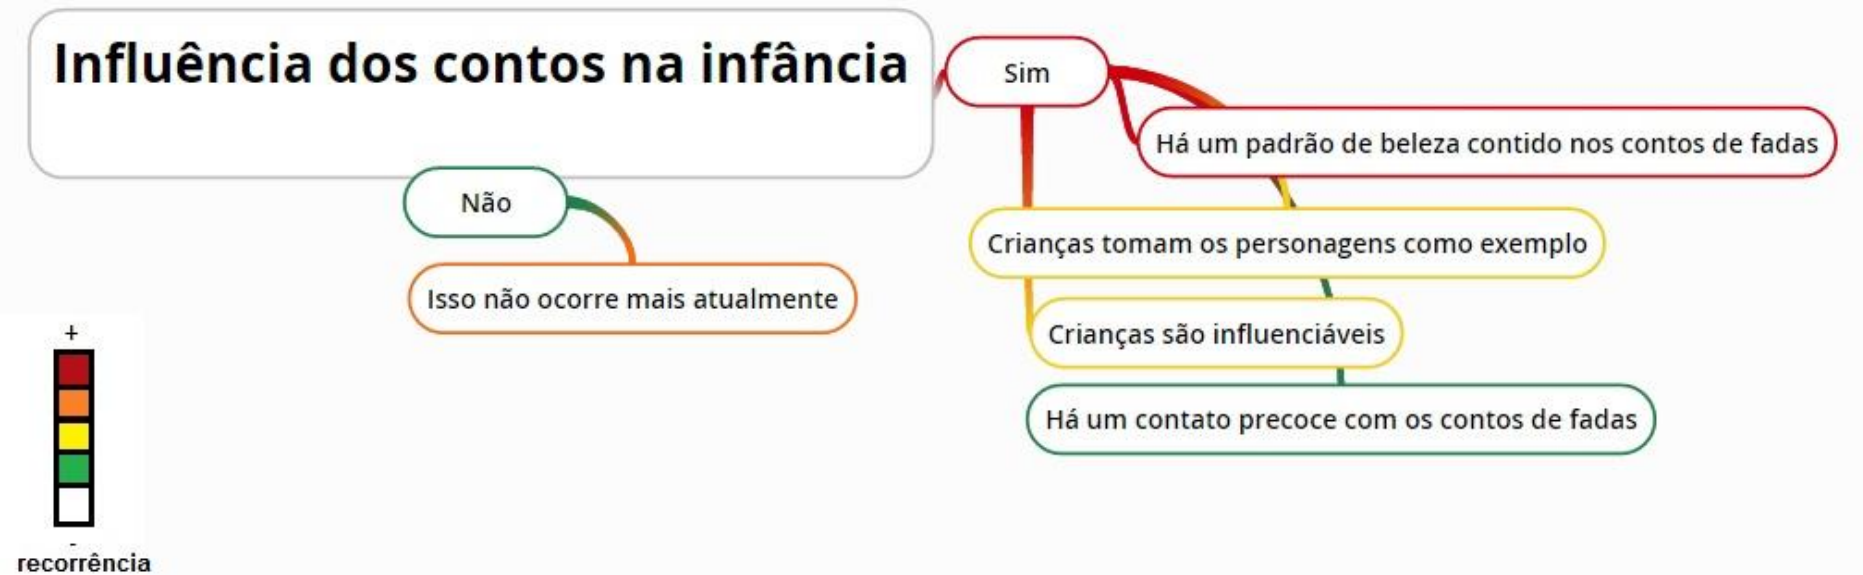 Influência dos contos na infância
Sim
Há um padrão de beleza contido nos contos de fadas
Não
Crianças tomam os personagens como exemplo
Isso não ocorre mais atualmente
Crianças são influenciáveis
Há um contato precoce com os contos de fadas
+
-
recorrência